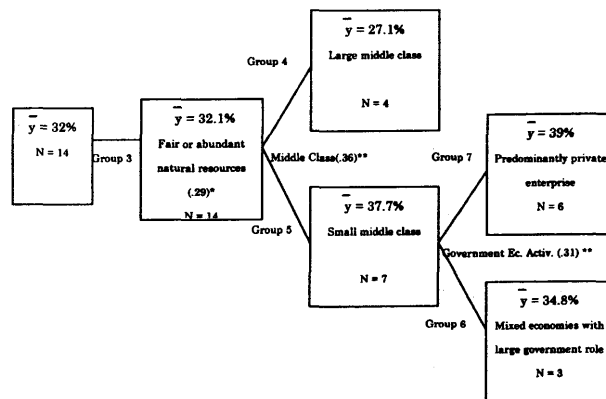 ȳ = 32%
N = 14
Group 3
ȳ = 32.1%
Fair or abundant
natural resources
(.29)*
N = 14
Group 4
ȳ = 27.1%
Large middle class
N = 4
Middle Class(.36)**
Group 5
ȳ = 37.7%
Small middle class
N = 7
Group 7
ȳ = 39%
Predominantly private
enterprise
N = 6
Government Ec. Activ. (.31) **
Group 6
ȳ = 34.8%
Mixed economies with
large government role
N = 3